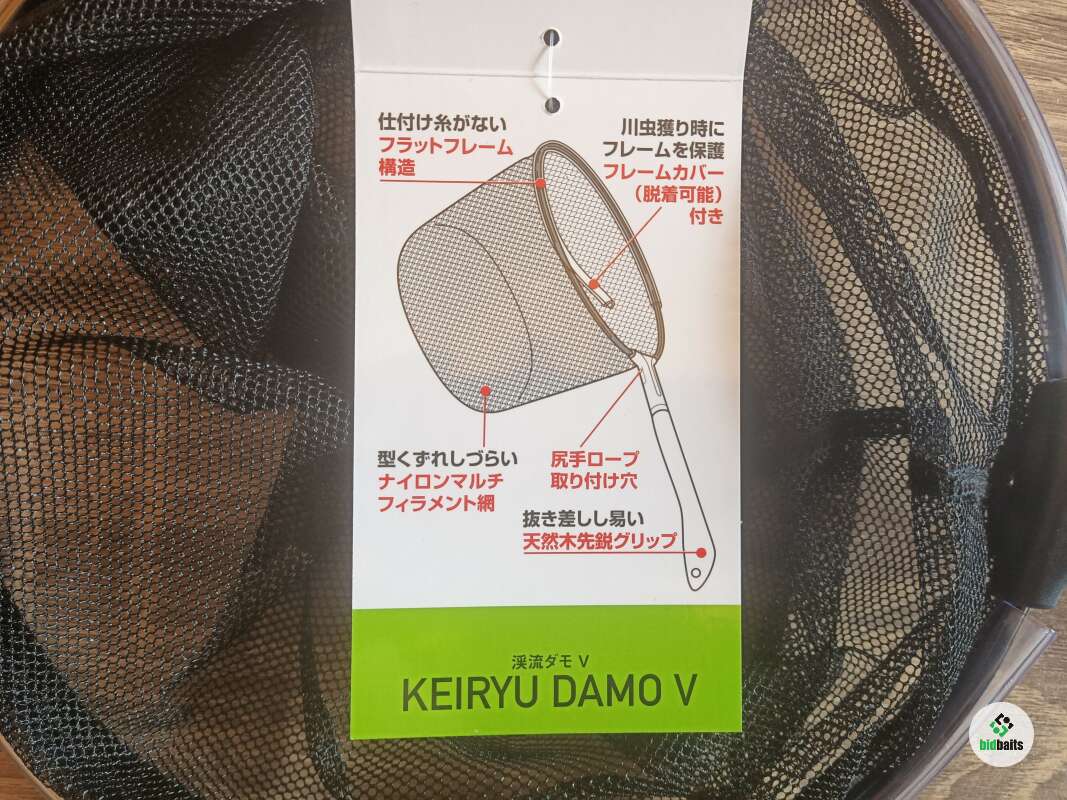 仕付け糸がない
フラットフレーム
構造
川虫獲り時に
フレームを保護
フレームカバー
（脱着可能）
付き
型くずれしづらい
ナイロンマルチ
フィラメント網
尻手ロープ
取り付け穴
抜き差しし易い
天然木先鋭グリップ
渓流ダモ V
KEIRYU DAMO V
bidbaits